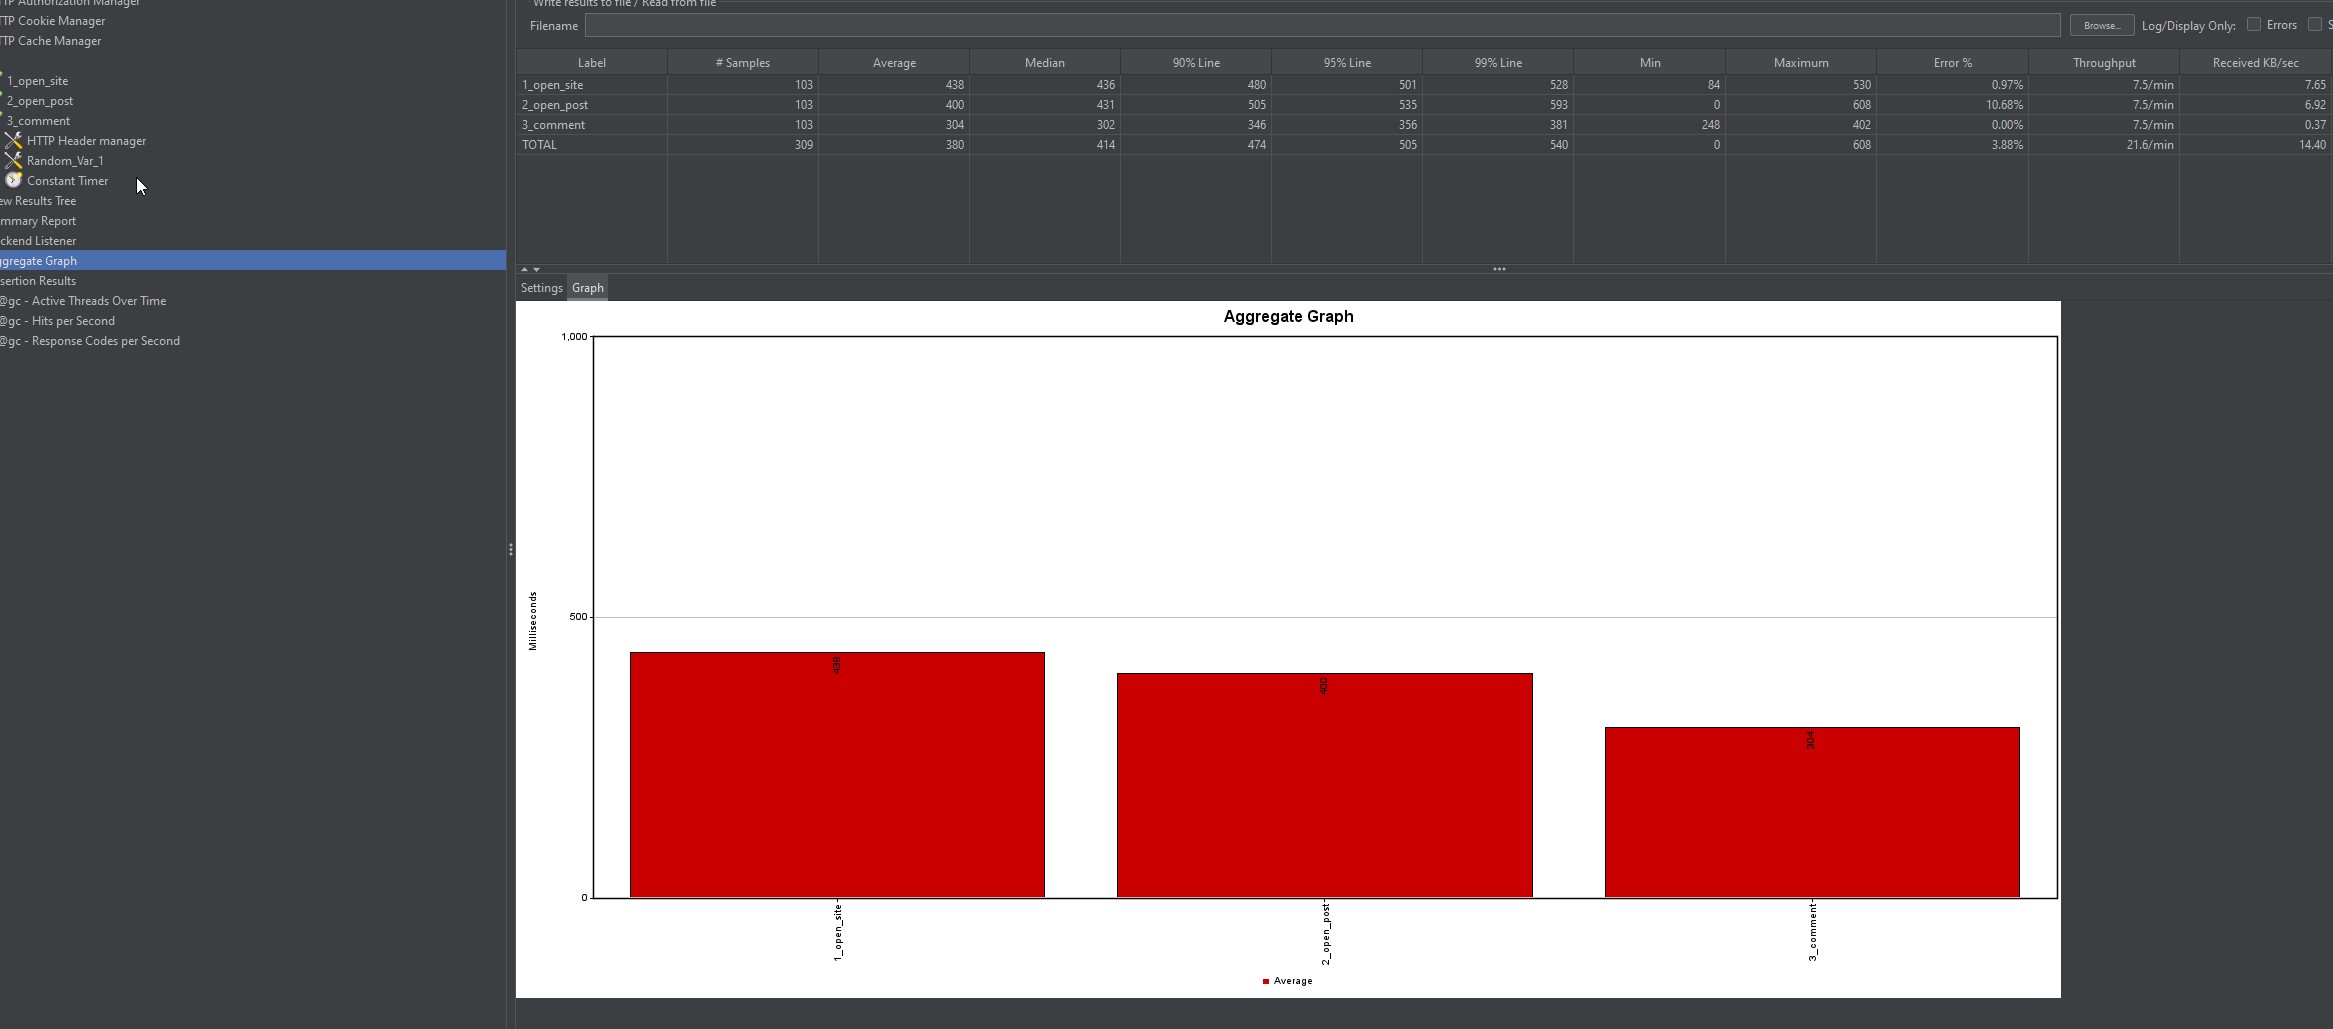 TP Authorization Manager
TTP Cookie Manager
TTP Cache Manager
1_open_site
2_open_post
3_comment
HTTP Header manager
Random_Var_1
Constant Timer
ew Results Tree
mmary Report
ckend Listener
ggregate Graph
sertion Results
@gc - Active Threads Over Time
@gc - Hits per Second
@gc - Response Codes per Second
Write results to file / Read from file
Filename Browse... Log/Display Only: Errors S
Label # Samples Average Median 90% Line 95% Line 99% Line Min Maximum Error % Throughput Received KB/sec
1_open_site 103 438 436 480 501 528 84 530 0.97% 7.5/min 7.65
2_open_post 103 400 431 505 535 593 0 608 10.68% 7.5/min 6.92
3_comment 103 304 302 346 356 381 248 402 0.00% 7.5/min 0.37
TOTAL 309 380 414 474 505 540 0 608 3.88% 21.6/min 14.40
Settings Graph
Aggregate Graph
1,000
500
0
Milliseconds
438
400
304
1_open_site
2_open_post
3_comment
Average